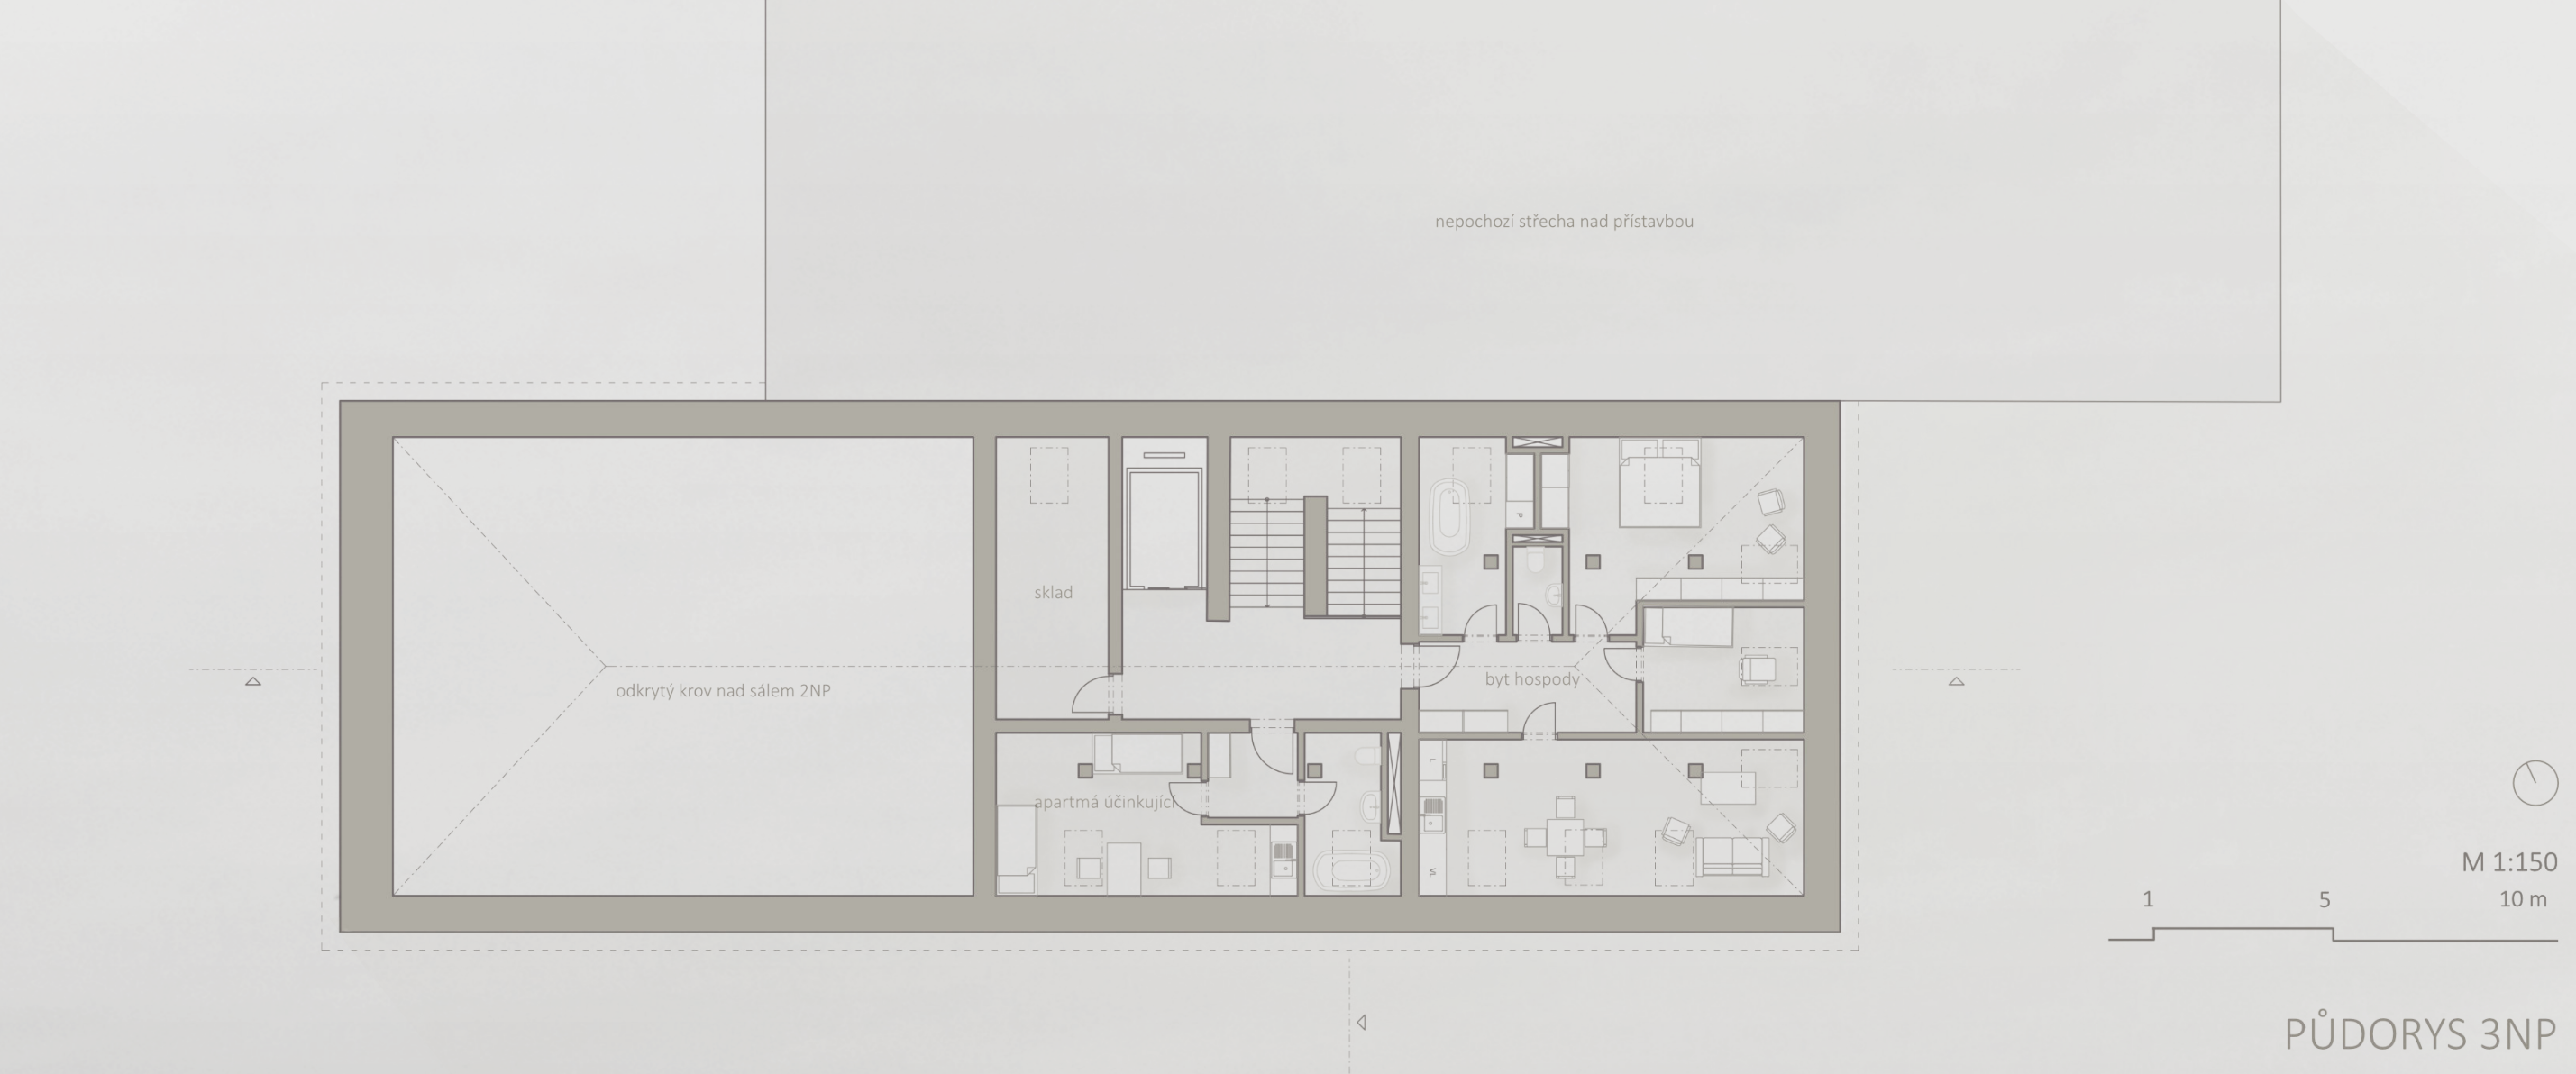 nepochozí střecha nad přístavbou
sklad
odkrytý krov nad sálem 2NP
byt hospody
apartmá účinkující
P
L
M 1:150
1 5 10 m
PŮDORYS 3NP